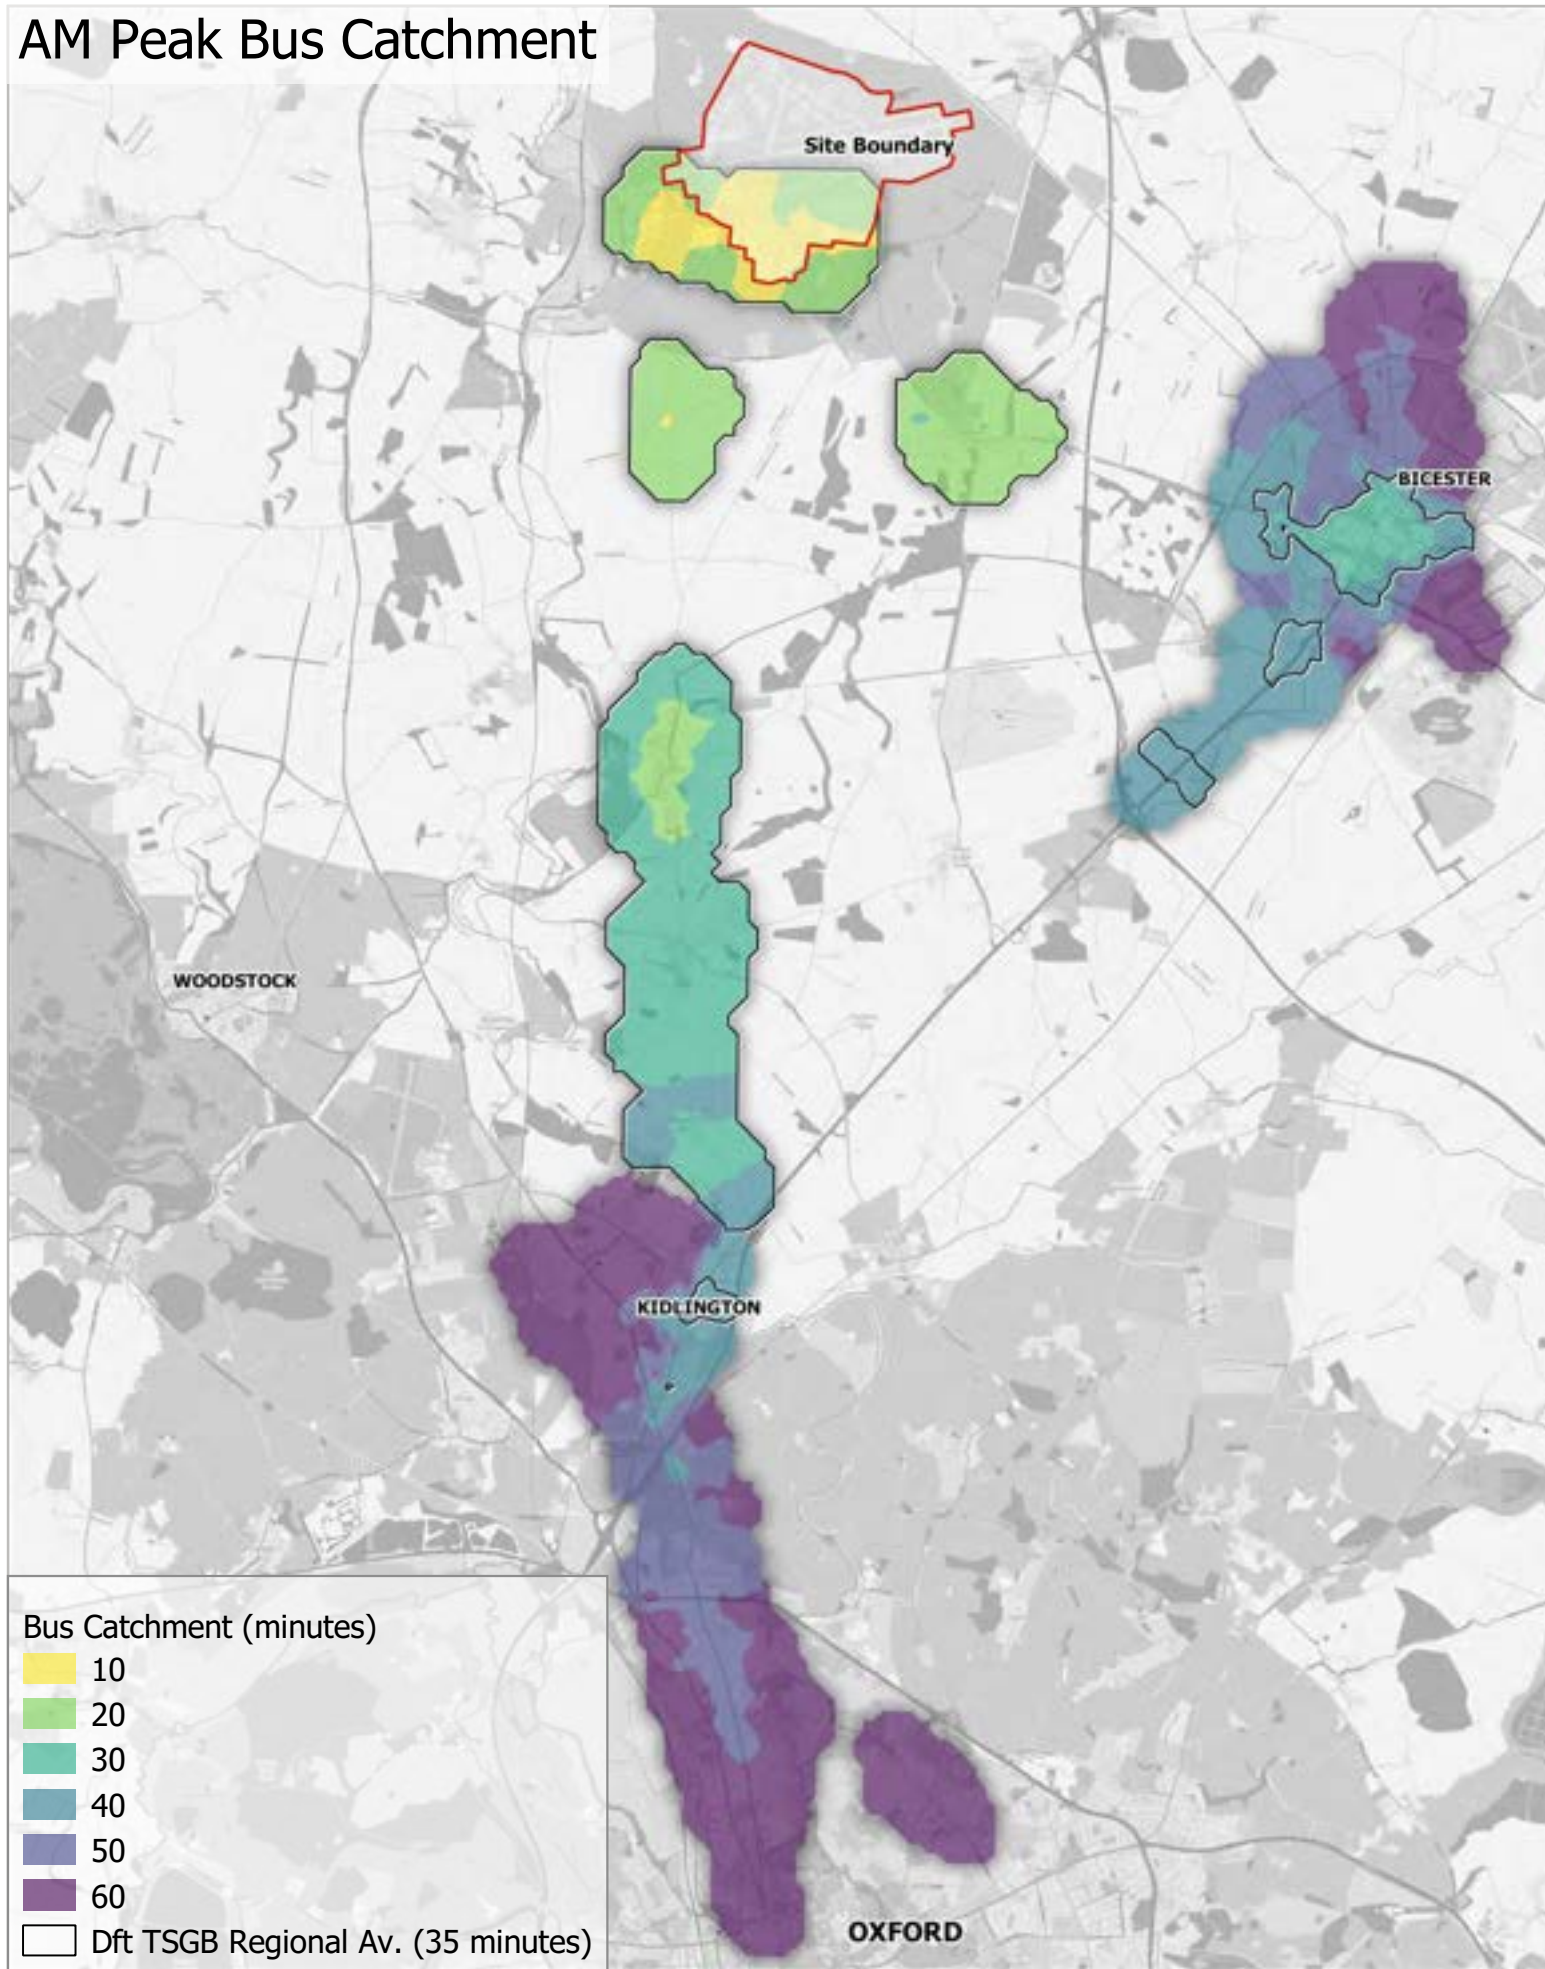 AM Peak Bus Catchment
Site Boundary
BICESTER
WOODSTOCK
KIDLINGTON
Bus Catchment (minutes)
10
20
30
40
50
60
Dft TSGB Regional Av. (35 minutes)
OXFORD